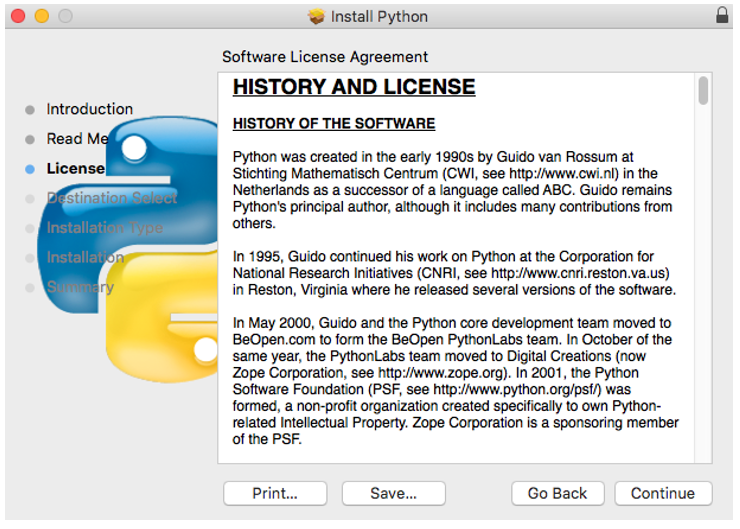 Install Python
Software License Agreement
Introduction
Read Me
License
Destination Select
Installation Type
Installation
Summary
HISTORY AND LICENSE
HISTORY OF THE SOFTWARE
Python was created in the early 1990s by Guido van Rossum at
Stichting Mathematisch Centrum (CWI, see http://www.cwi.nl) in the
Netherlands as a successor of a language called ABC. Guido remains
Python's principal author, although it includes many contributions from
others.
In 1995, Guido continued his work on Python at the Corporation for
National Research Initiatives (CNRI, see http://www.cnri.reston.va.us)
in Reston, Virginia where he released several versions of the software.
In May 2000, Guido and the Python core development team moved to
BeOpen.com to form the BeOpen PythonLabs team. In October of the
same year, the PythonLabs team moved to Digital Creations (now
Zope Corporation, see http://www.zope.org). In 2001, the Python
Software Foundation (PSF, see http://www.python.org/psf/) was
formed, a non-profit organization created specifically to own Python-
related Intellectual Property. Zope Corporation is a sponsoring member
of the PSF.
Print...
Save...
Go Back
Continue